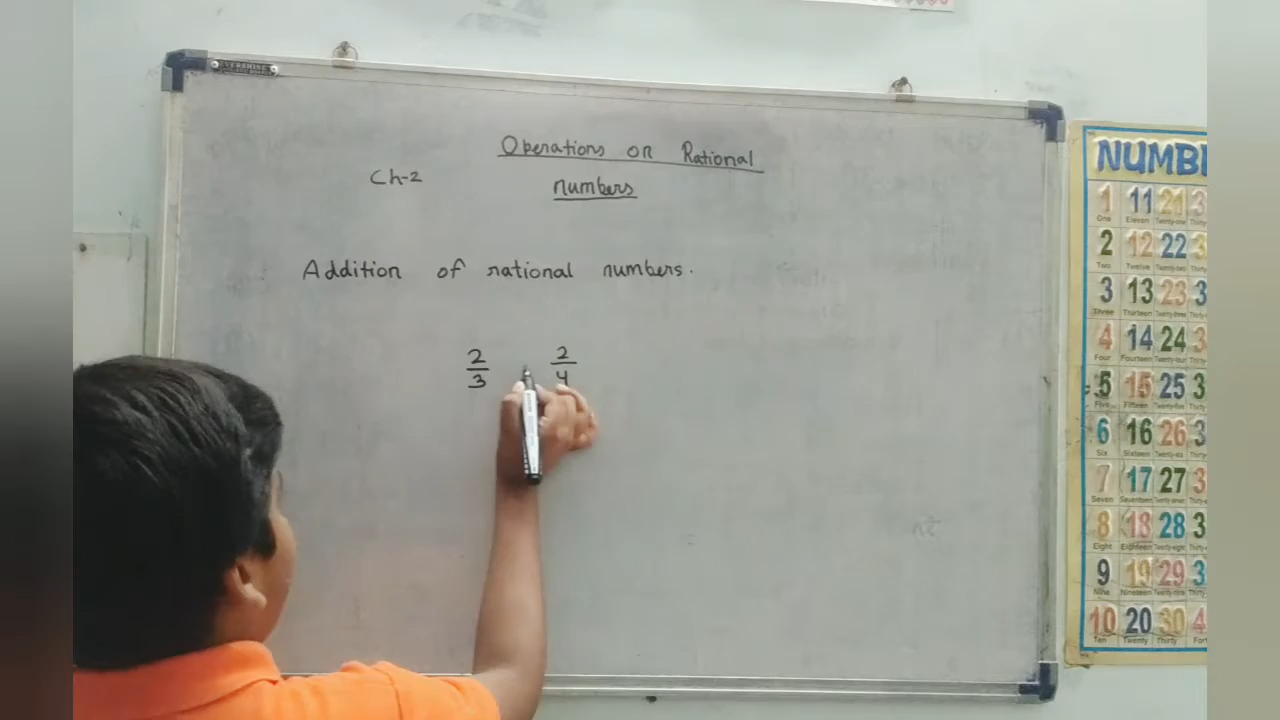 EVERSHINE
Operations on Rational
Ch-2
numbers
Addition of rational numbers.
2 2
3 4
NUMB
1 11 21 3
One Eleven Twenty-one Thirty
2 12 22 3
Two Twelve Twenty-two Thirty
3 13 23 3
Three Thirteen Twenty-three Thirty
4 14 24 3
Four Fourteen Twenty-four Thirty
5 15 25 3
Five Fifteen Twenty-five Thirty
6 16 26 3
Six Sixteen Twenty-six Thirty
7 17 27 3
Seven Seventeen Twenty-seven Thirty
8 18 28 3
Eight Eighteen Twenty-eight Thirty
9 19 29 3
Nine Nineteen Twenty-nine Thirty
10 20 30 4
Ten Twenty Thirty Fort